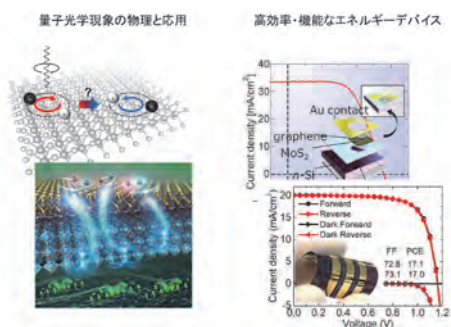 量子光学現象の物理と応用
高効率・機能なエネルギーデバイス
?
Current density [mA/cm²]
40
30
20
10
0
Au contact
graphene
MoS₂
n-Si
Current density (mA/cm²)
20
15
10
5
0
-5
Forward
Reverse
Dark Forward
Dark Reverse
FF PCE
72.8 17.1
73.1 17.0
0.0 0.2 0.4 0.6 0.8 1.0 1.2
Voltage (V)